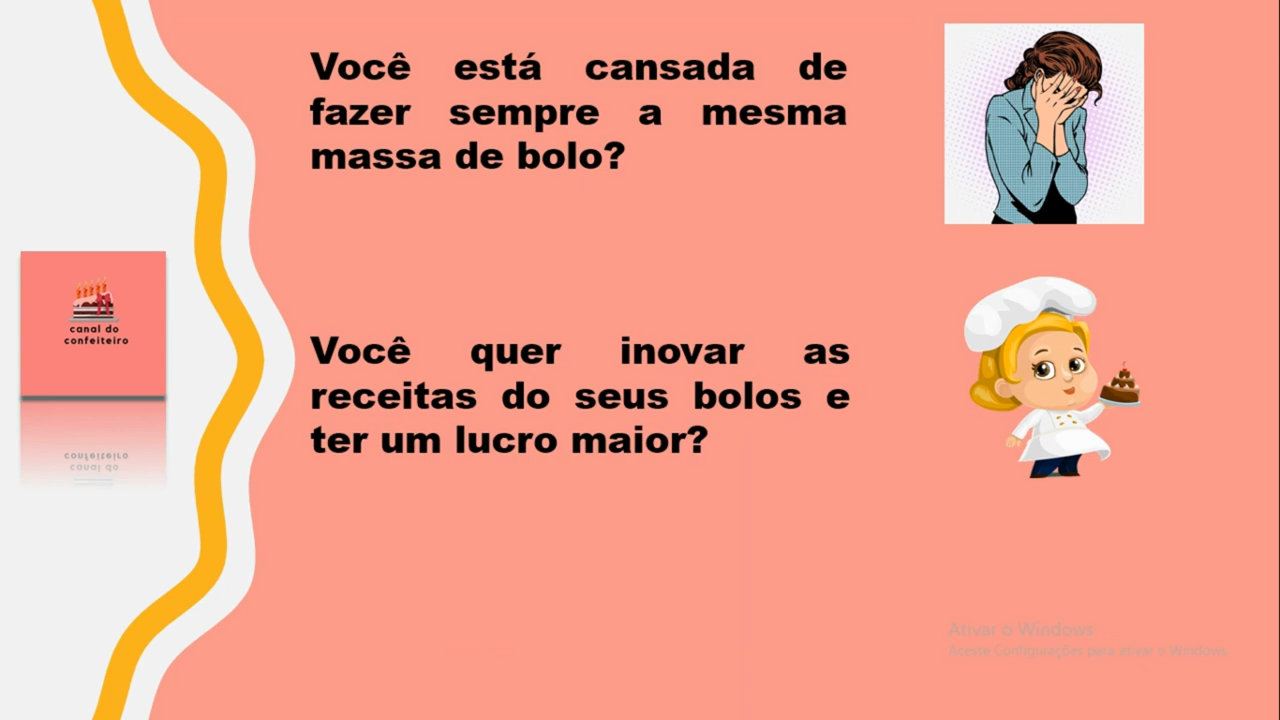 Você está cansada de
fazer sempre a mesma
massa de bolo?
canal do
confeiteiro
Você quer inovar as
receitas do seus bolos e
ter um lucro maior?
Ativar o Windows
Acesse Configurações para ativar o Windows.